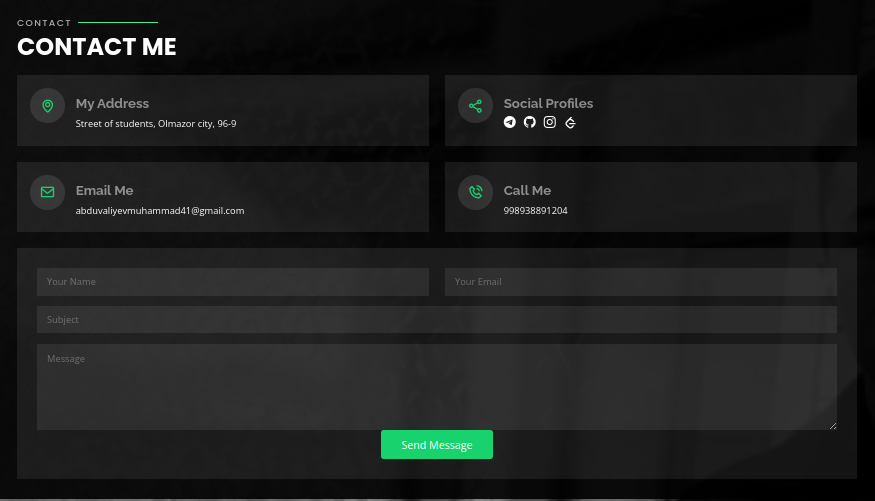 CONTACT
CONTACT ME
My Address
Street of students, Olmazor city, 96-9
Social Profiles
Email Me
abduvaliyevmuhammad41@gmail.com
Call Me
998938891204
Your Name
Your Email
Subject
Message
Send Message